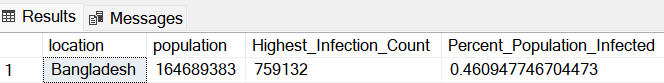 Results Messages
location population Highest_Infection_Count Percent_Population_Infected
1 Bangladesh 164689383 759132 0.460947746704473